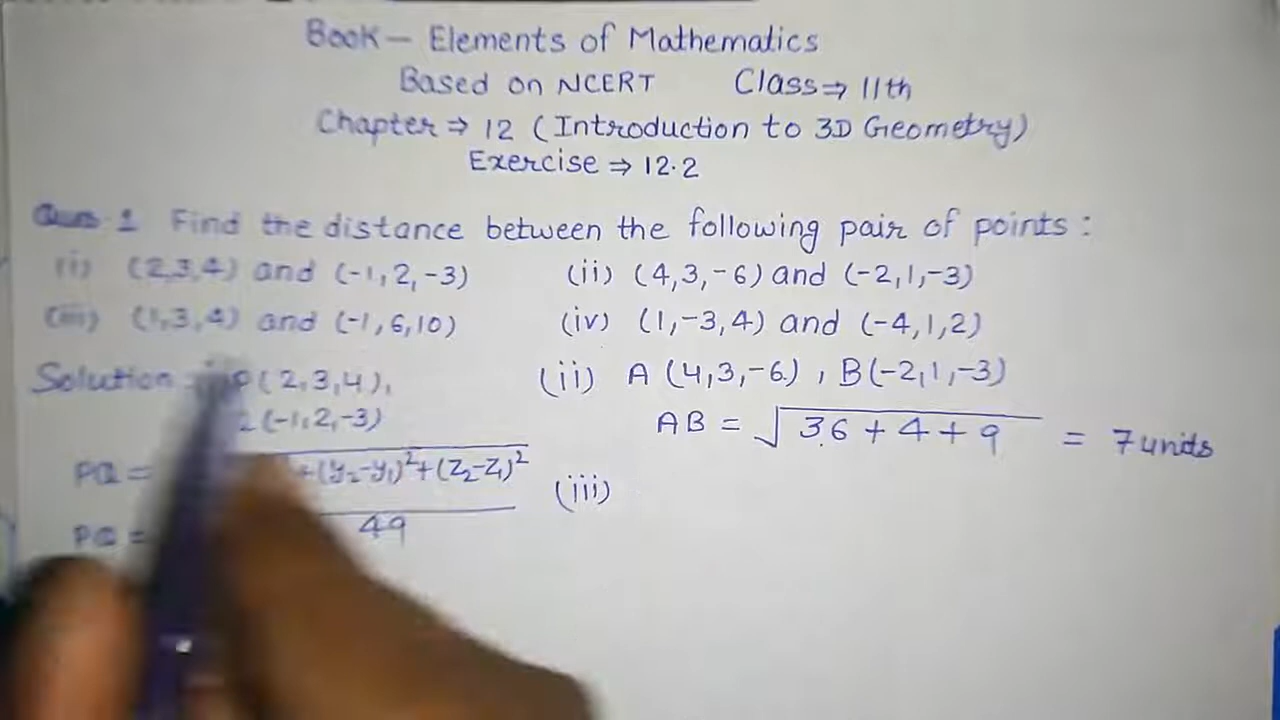 Book — Elements of Mathematics
Based on NCERT Class ⇒ 11th
Chapter ⇒ 12 (Introduction to 3D Geometry)
Exercise ⇒ 12.2
Ques. 1 Find the distance between the following pair of points :
(i) (2,3,4) and (-1,2,-3) (ii) (4,3,-6) and (-2,1,-3)
(iii) (1,3,4) and (-1,6,10) (iv) (1,-3,4) and (-4,1,2)
Solution P(2,3,4), (ii) A (4,3,-6), B(-2,1,-3)
(-1,2,-3) AB = √36+4+9 = 7 units
PQ = +(y₂-y₁)²+(z₂-z₁)² (iii)
PQ = 49